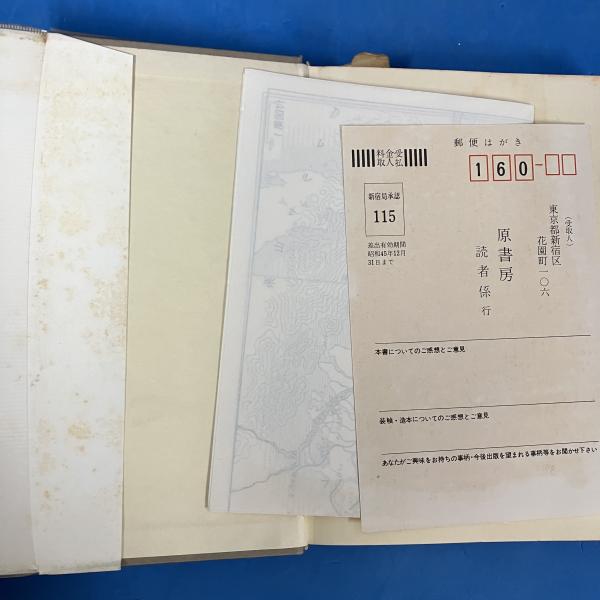 郵便はがき
料金受
取人払
160-
新宿局承認
115
差出有効期間
昭和45年12月
31日まで
(受取人)
東京都新宿区
花園町一〇六
原書房
読者係 行
本書についてのご感想とご意見
装幀・造本についてのご感想とご意見
あなたがご興味をお持ちの事柄・今後出版を望まれる事柄等をお聞かせ下さい